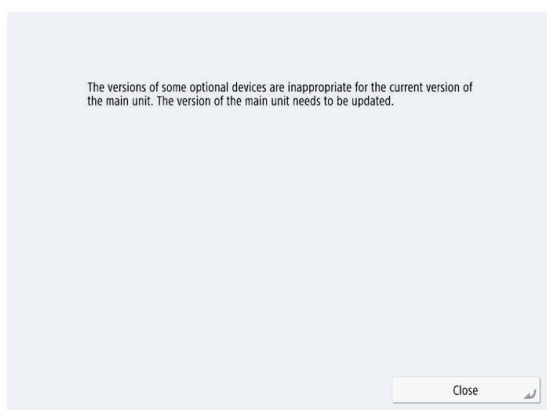 The versions of some optional devices are inappropriate for the current version of
the main unit. The version of the main unit needs to be updated.
Close